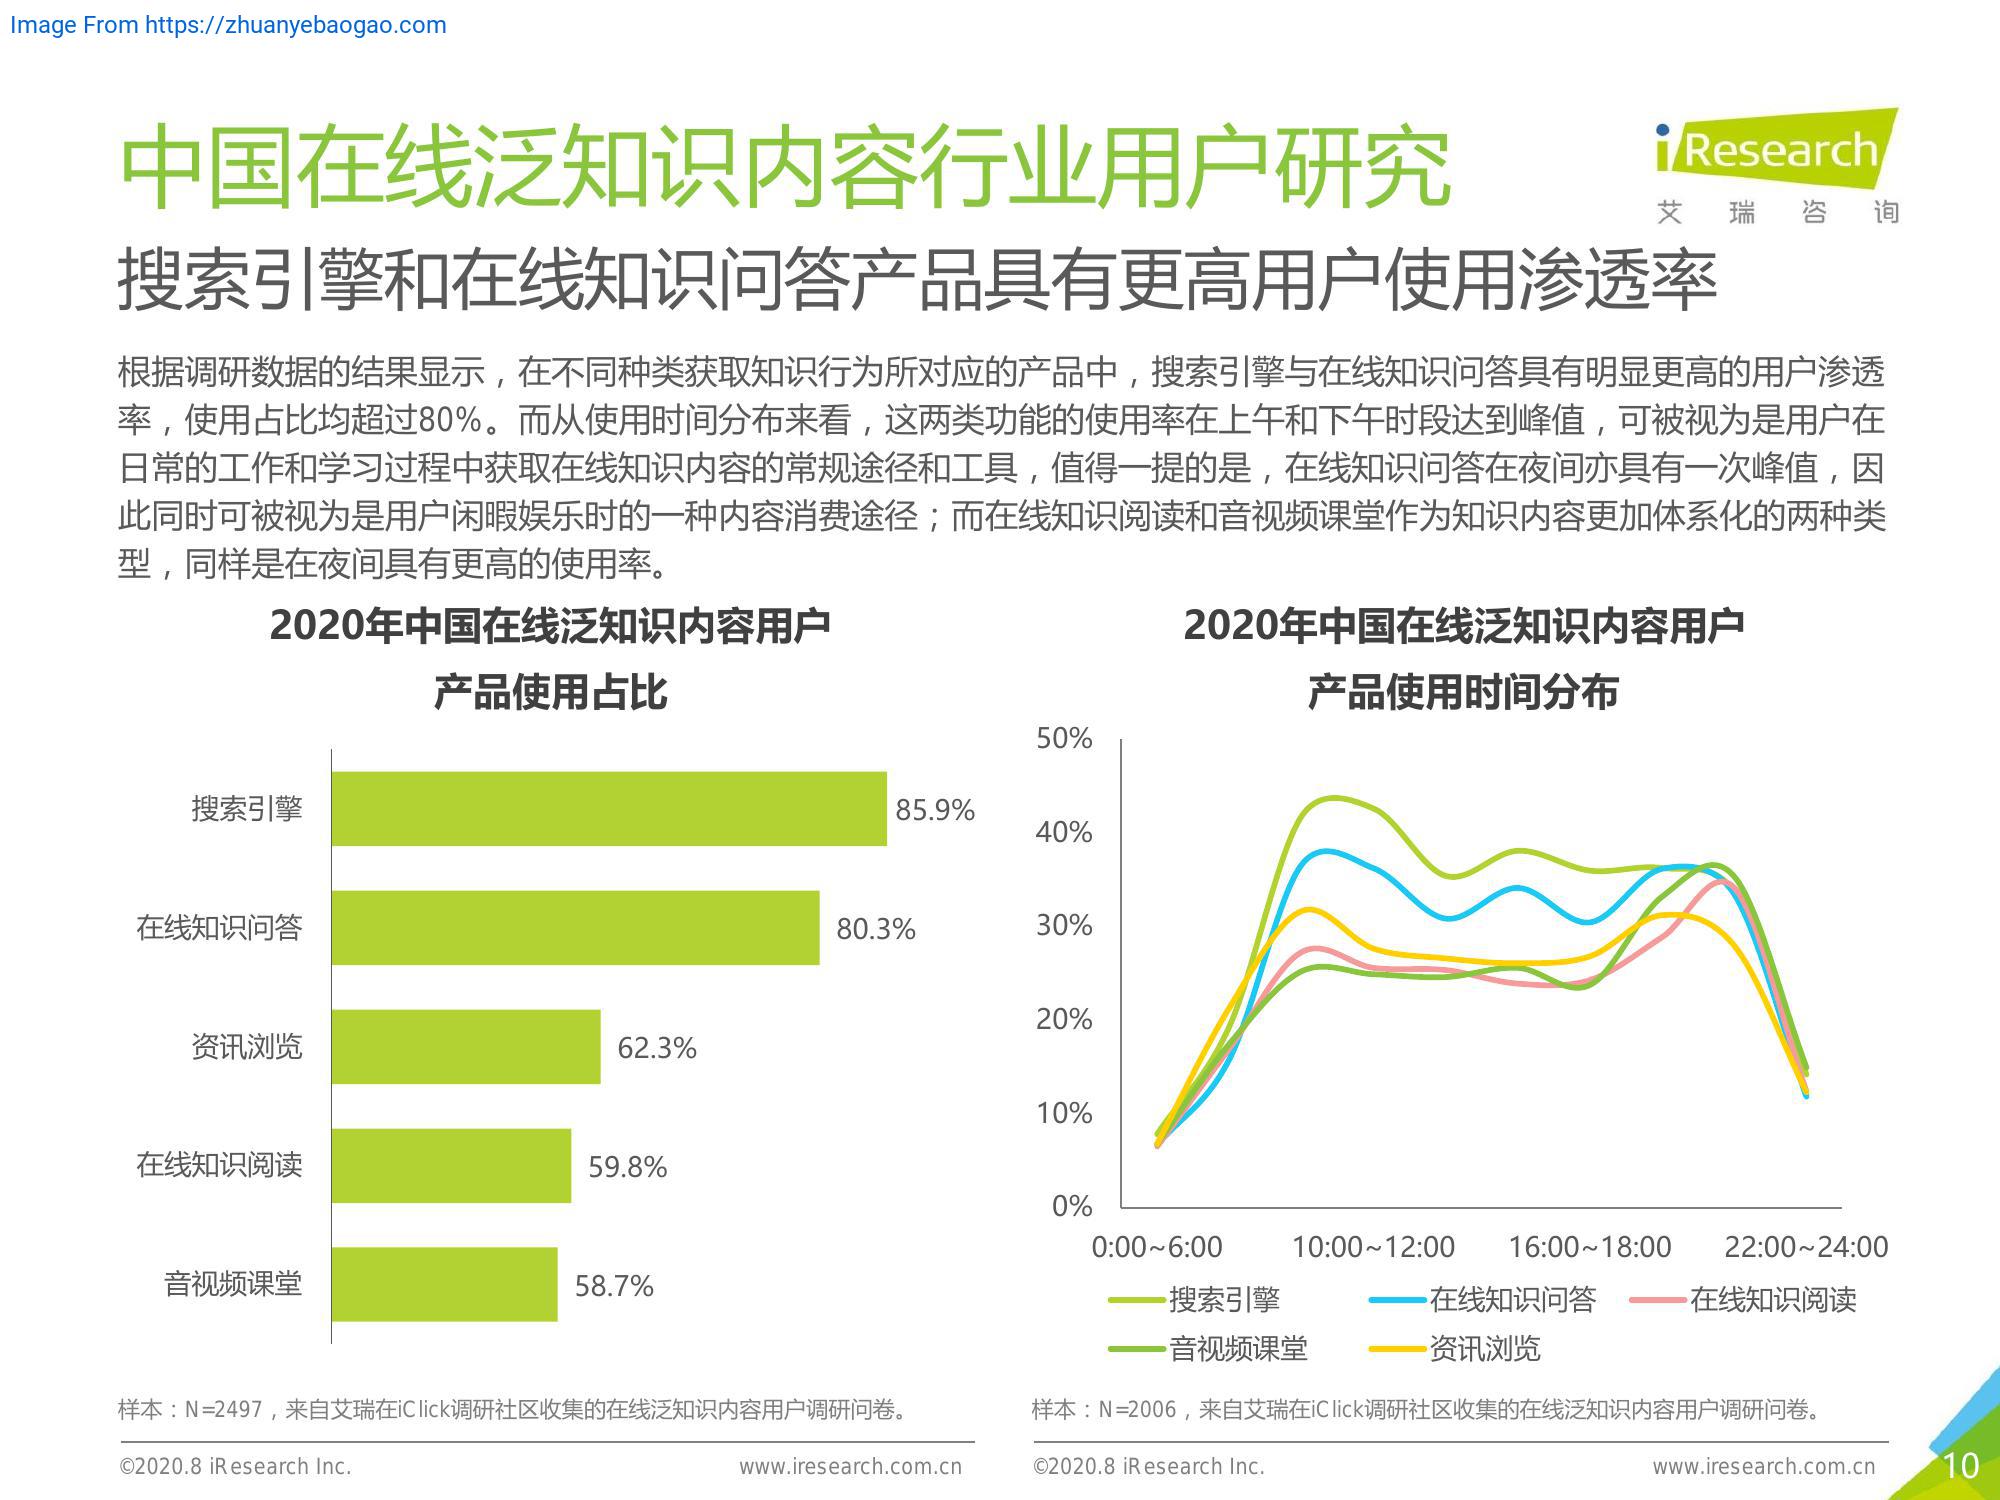 Image From https://zhuanyebaogao.com
中国在线泛知识内容行业用户研究
iResearch
艾瑞咨询
搜索引擎和在线知识问答产品具有更高用户使用渗透率
根据调研数据的结果显示，在不同种类获取知识行为所对应的产品中，搜索引擎与在线知识问答具有明显更高的用户渗透
率，使用占比均超过80%。而从使用时间分布来看，这两类功能的使用率在上午和下午时段达到峰值，可被视为是用户在
日常的工作和学习过程中获取在线知识内容的常规途径和工具，值得一提的是，在线知识问答在夜间亦具有一次峰值，因
此同时可被视为是用户闲暇娱乐时的一种内容消费途径；而在线知识阅读和音视频课堂作为知识内容更加体系化的两种类
型，同样是在夜间具有更高的使用率。
2020年中国在线泛知识内容用户
产品使用占比
搜索引擎 85.9%
在线知识问答 80.3%
资讯浏览 62.3%
在线知识阅读 59.8%
音视频课堂 58.7%
样本：N=2497，来自艾瑞在iClick调研社区收集的在线泛知识内容用户调研问卷。
©2020.8 iResearch Inc. www.iresearch.com.cn
2020年中国在线泛知识内容用户
产品使用时间分布
50%
40%
30%
20%
10%
0%
0:00~6:00 10:00~12:00 16:00~18:00 22:00~24:00
搜索引擎 在线知识问答 在线知识阅读
音视频课堂 资讯浏览
样本：N=2006，来自艾瑞在iClick调研社区收集的在线泛知识内容用户调研问卷。
©2020.8 iResearch Inc. www.iresearch.com.cn
10